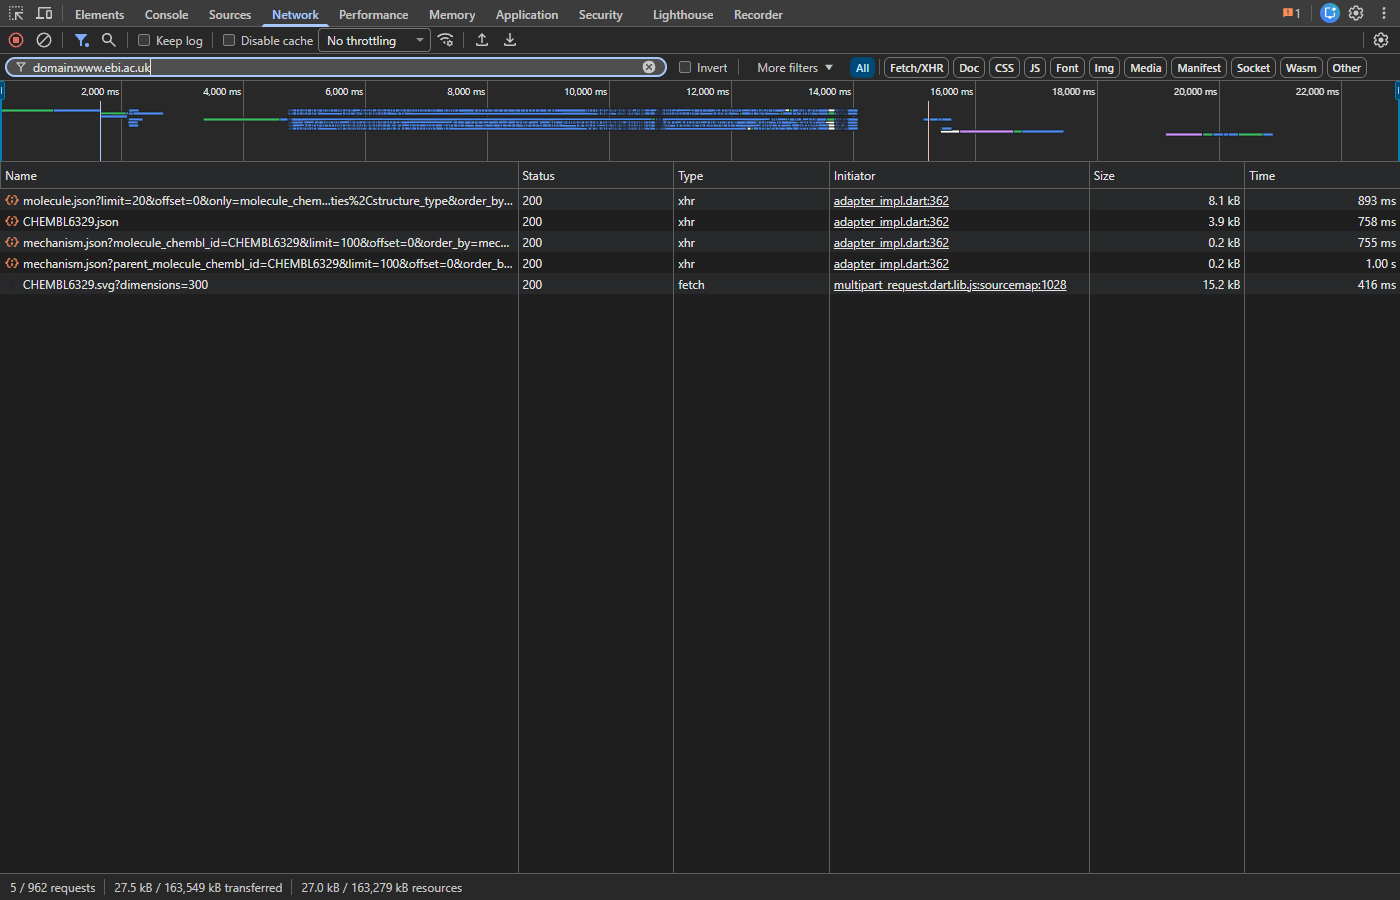 Elements Console Sources Network Performance Memory Application Security Lighthouse Recorder 1
Keep log Disable cache No throttling
domain:www.ebi.ac.uk Invert More filters All Fetch/XHR Doc CSS JS Font Img Media Manifest Socket Wasm Other
2,000 ms 4,000 ms 6,000 ms 8,000 ms 10,000 ms 12,000 ms 14,000 ms 16,000 ms 18,000 ms 20,000 ms 22,000 ms
Name Status Type Initiator Size Time
molecule.json?limit=20&offset=0&only=molecule_chem...ties%2Cstructure_type&order_by... 200 xhr adapter_impl.dart:362 8.1 kB 893 ms
CHEMBL6329.json 200 xhr adapter_impl.dart:362 3.9 kB 758 ms
mechanism.json?molecule_chembl_id=CHEMBL6329&limit=100&offset=0&order_by=mec... 200 xhr adapter_impl.dart:362 0.2 kB 755 ms
mechanism.json?parent_molecule_chembl_id=CHEMBL6329&limit=100&offset=0&order_b... 200 xhr adapter_impl.dart:362 0.2 kB 1.00 s
CHEMBL6329.svg?dimensions=300 200 fetch multipart_request.dart.lib.js:sourcemap:1028 15.2 kB 416 ms
5 / 962 requests 27.5 kB / 163,549 kB transferred 27.0 kB / 163,279 kB resources